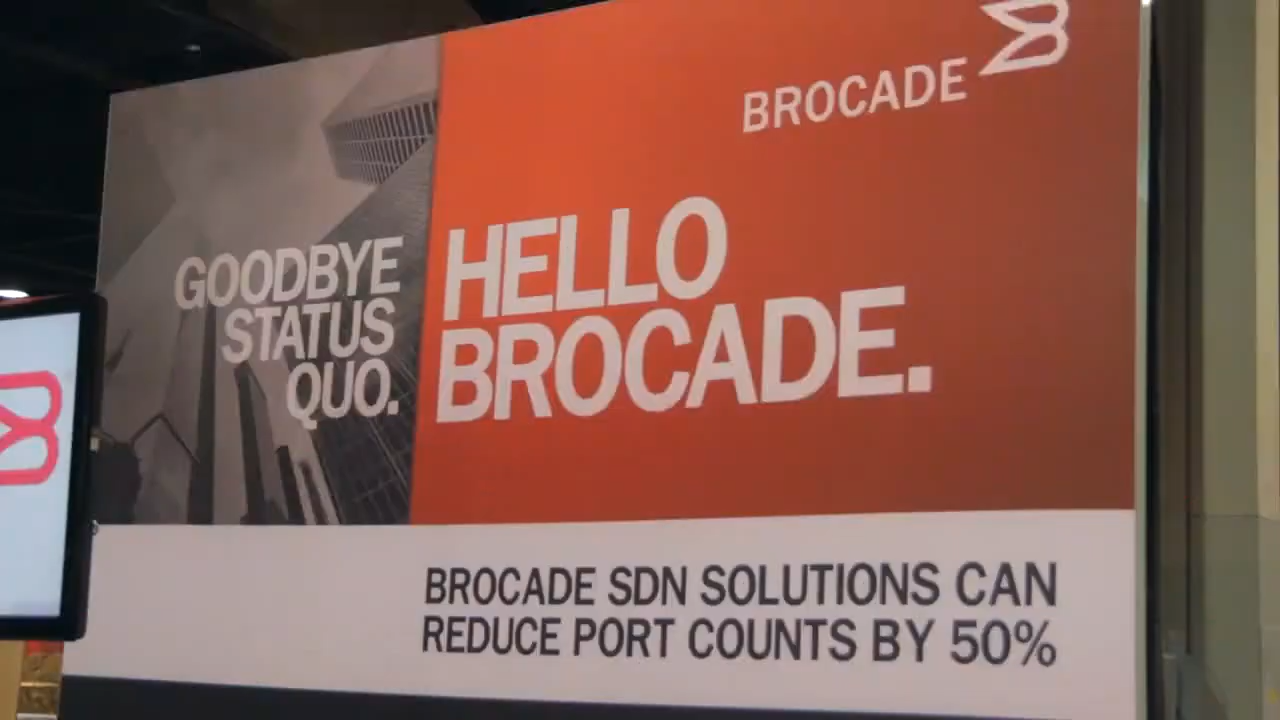 BROCADE
GOODBYE
STATUS
QUO.
HELLO
BROCADE.
BROCADE SDN SOLUTIONS CAN
REDUCE PORT COUNTS BY 50%